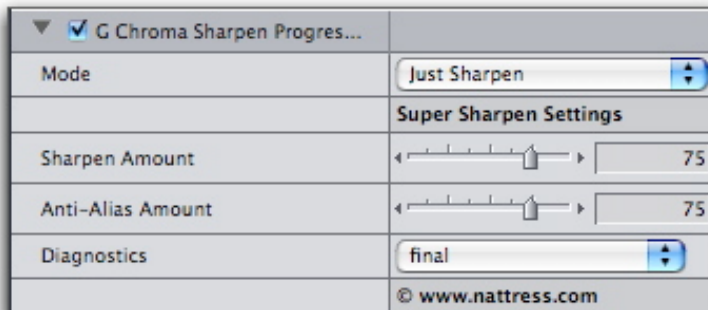 G Chroma Sharpen Progres...
Mode Just Sharpen
Super Sharpen Settings
Sharpen Amount 75
Anti-Alias Amount 75
Diagnostics final
© www.nattress.com